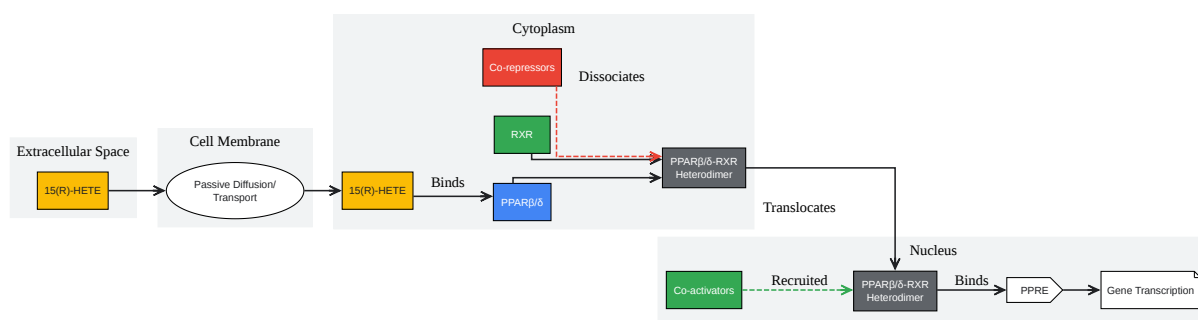 Cytoplasm
Co-repressors
Dissociates
RXR
Extracellular Space
Cell Membrane
15(R)-HETE
Passive Diffusion/
Transport
15(R)-HETE
Binds
PPARβ/δ
PPARβ/δ-RXR
Heterodimer
Translocates
Nucleus
Co-activators
Recruited
PPARβ/δ-RXR
Heterodimer
Binds
PPRE
Gene Transcription